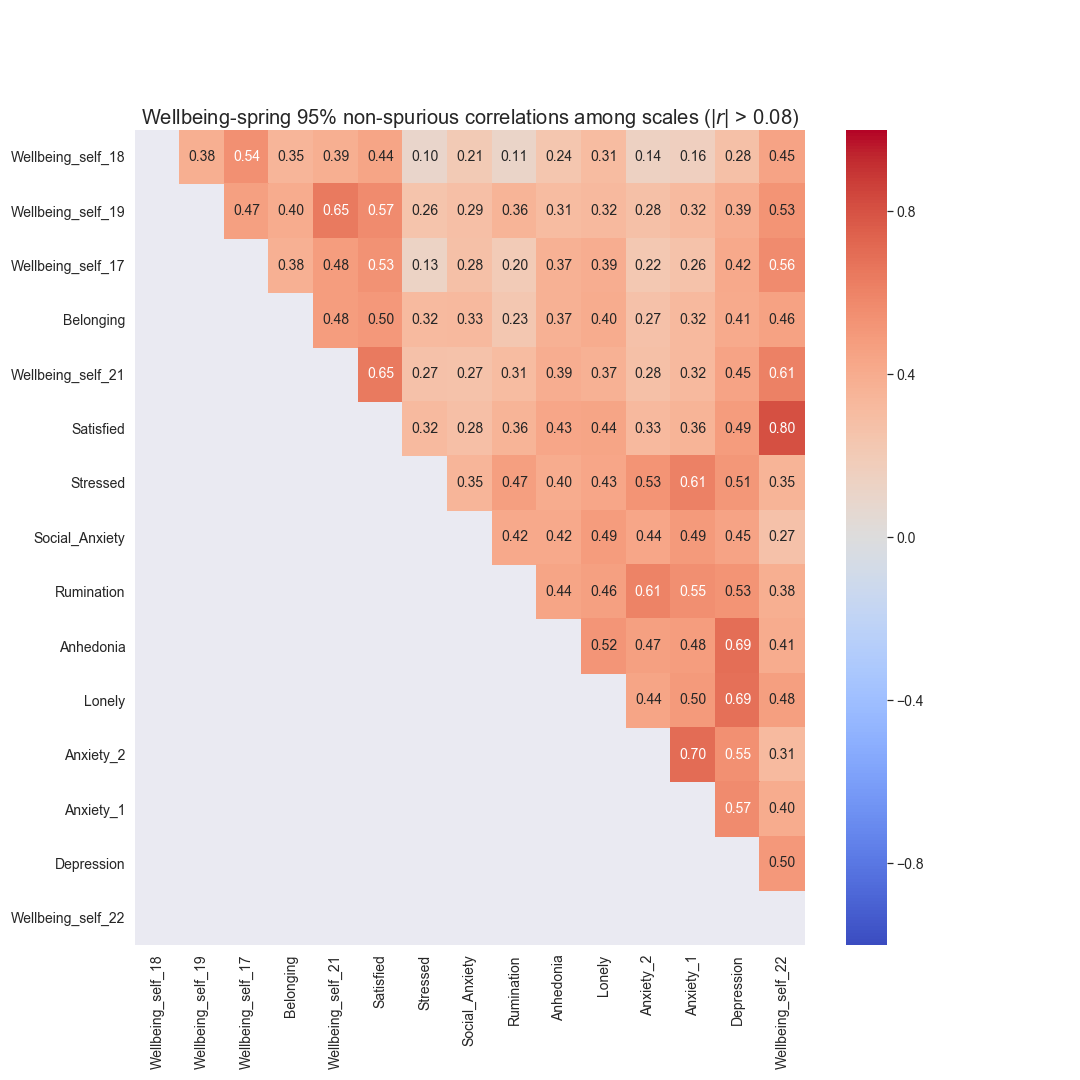 Wellbeing-spring 95% non-spurious correlations among scales (|r| > 0.08)
Wellbeing_self_18 0.38 0.54 0.35 0.39 0.44 0.10 0.21 0.11 0.24 0.31 0.14 0.16 0.28 0.45
Wellbeing_self_19 0.47 0.40 0.65 0.57 0.26 0.29 0.36 0.31 0.32 0.28 0.32 0.39 0.53
Wellbeing_self_17 0.38 0.48 0.53 0.13 0.28 0.20 0.37 0.39 0.22 0.26 0.42 0.56
Belonging 0.48 0.50 0.32 0.33 0.23 0.37 0.40 0.27 0.32 0.41 0.46
Wellbeing_self_21 0.65 0.27 0.27 0.31 0.39 0.37 0.28 0.32 0.45 0.61
Satisfied 0.32 0.28 0.36 0.43 0.44 0.33 0.36 0.49 0.80
Stressed 0.35 0.47 0.40 0.43 0.53 0.61 0.51 0.35
Social_Anxiety 0.42 0.42 0.49 0.44 0.49 0.45 0.27
Rumination 0.44 0.46 0.61 0.55 0.53 0.38
Anhedonia 0.52 0.47 0.48 0.69 0.41
Lonely 0.44 0.50 0.69 0.48
Anxiety_2 0.70 0.55 0.31
Anxiety_1 0.57 0.40
Depression 0.50
Wellbeing_self_22
Wellbeing_self_18
Wellbeing_self_19
Wellbeing_self_17
Belonging
Wellbeing_self_21
Satisfied
Stressed
Social_Anxiety
Rumination
Anhedonia
Lonely
Anxiety_2
Anxiety_1
Depression
Wellbeing_self_22
0.8
0.4
0.0
−0.4
−0.8